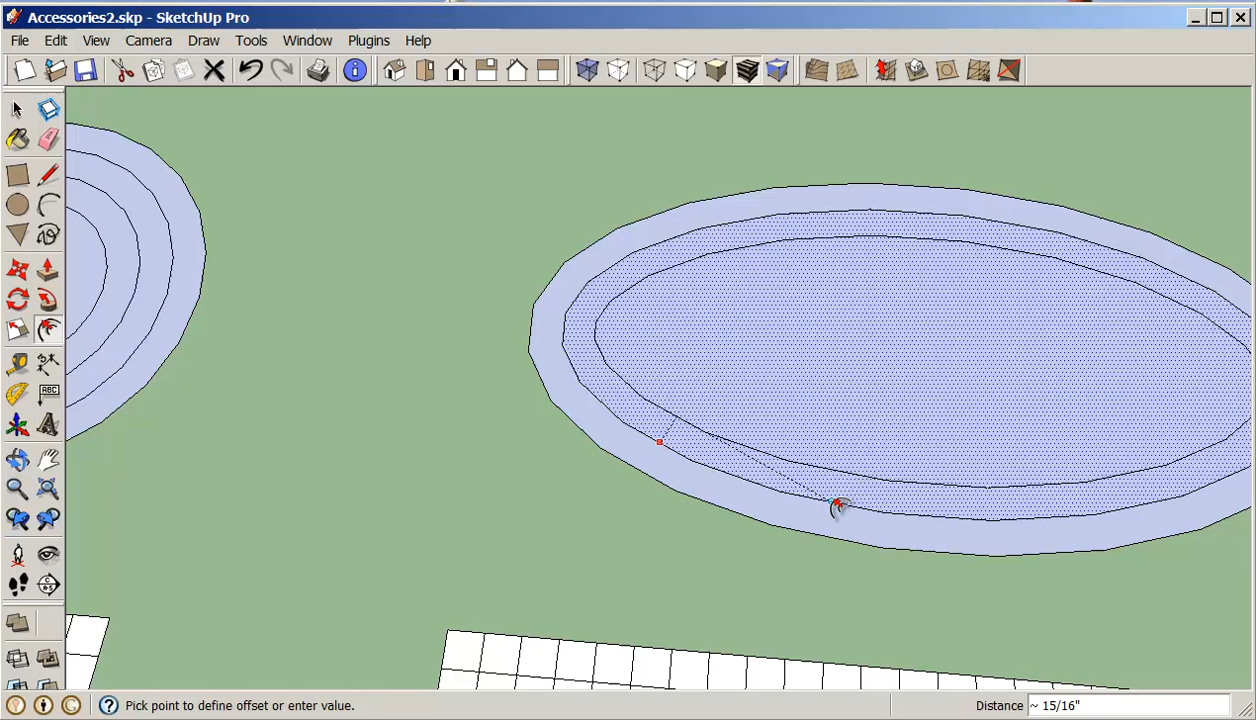 Accessories2.skp - SketchUp Pro
File Edit View Camera Draw Tools Window Plugins Help
ABC
Pick point to define offset or enter value.
Distance ~ 15/16"